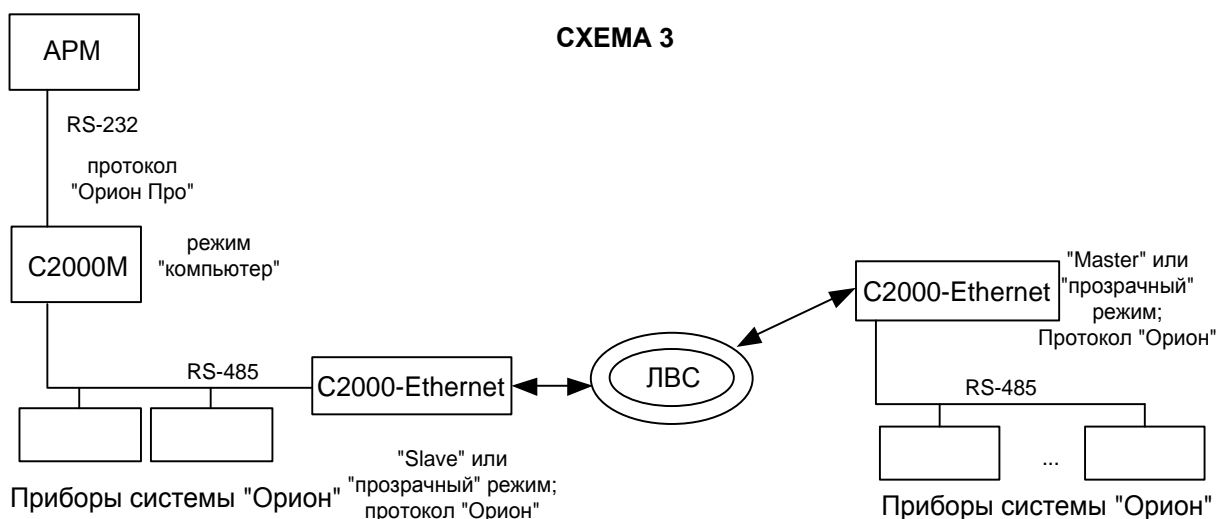 СХЕМА 3
АРМ
RS-232
протокол
"Орион Про"
С2000М
режим
"компьютер"
RS-485
С2000-Ethernet
"Slave" или
"прозрачный" режим;
протокол "Орион"
Приборы системы "Орион"
ЛВС
С2000-Ethernet
"Master" или
"прозрачный"
режим;
Протокол "Орион"
RS-485
...
Приборы системы "Орион"